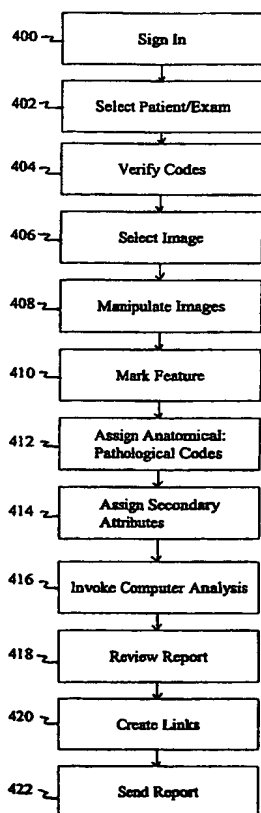 400 Sign In
402 Select Patient/Exam
404 Verify Codes
406 Select Image
408 Manipulate Images
410 Mark Feature
412 Assign Anatomical:
Pathological Codes
414 Assign Secondary
Attributes
416 Invoke Computer Analysis
418 Review Report
420 Create Links
422 Send Report